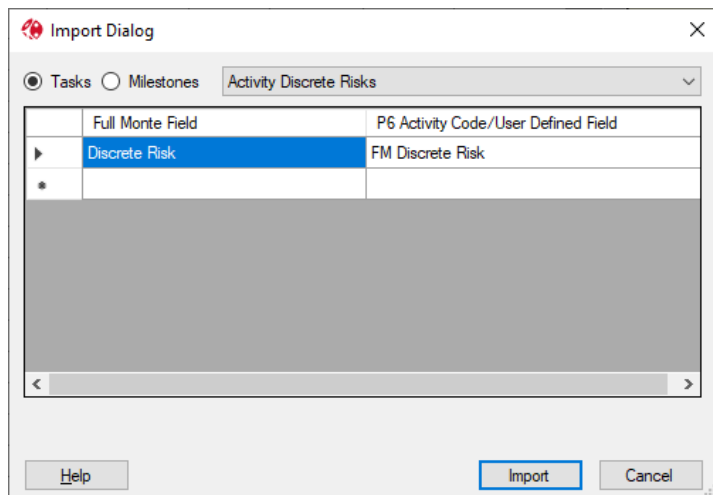 Import Dialog
Tasks Milestones Activity Discrete Risks
Full Monte Field P6 Activity Code/User Defined Field
Discrete Risk FM Discrete Risk
Help Import Cancel